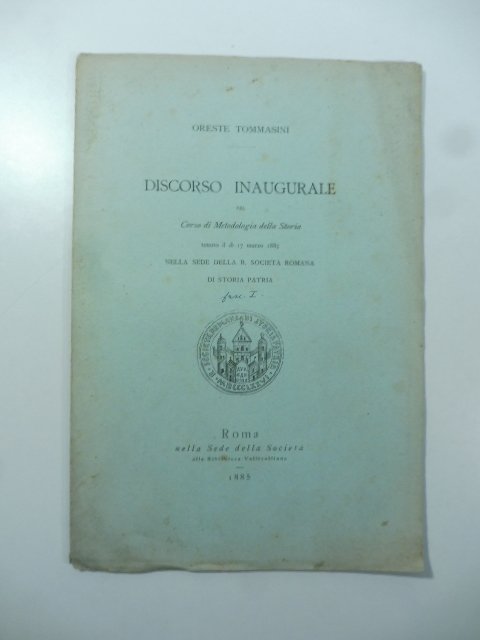 ORESTE TOMMASINI
DISCORSO INAUGURALE
DEL
Corso di Metodologia della Storia
tenuto il dì 17 marzo 1885
NELLA SEDE DELLA R. SOCIETÀ ROMANA
DI STORIA PATRIA
fasc. I
Roma
nella Sede della Società
alla Biblioteca Vallicelliana
1885